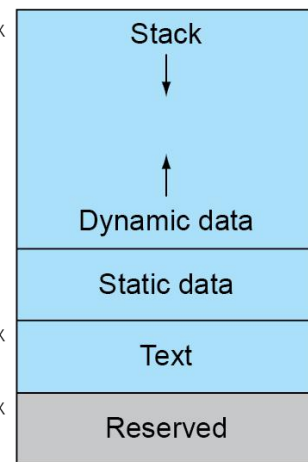 x
Stack
Dynamic data
Static data
x
Text
x
Reserved